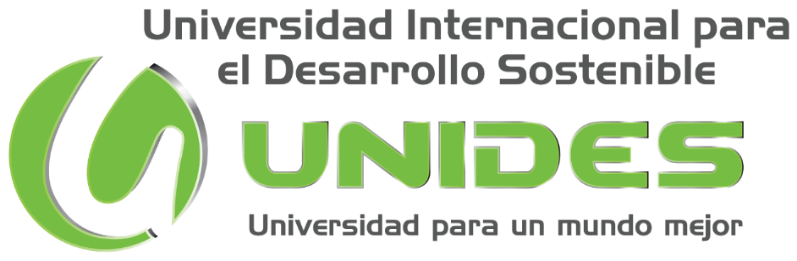 Universidad Internacional para
el Desarrollo Sostenible
UNIDES
Universidad para un mundo mejor